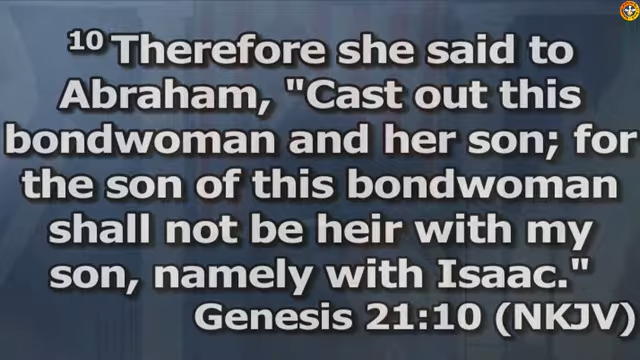 10 Therefore she said to
Abraham, "Cast out this
bondwoman and her son; for
the son of this bondwoman
shall not be heir with my
son, namely with Isaac."
Genesis 21:10 (NKJV)